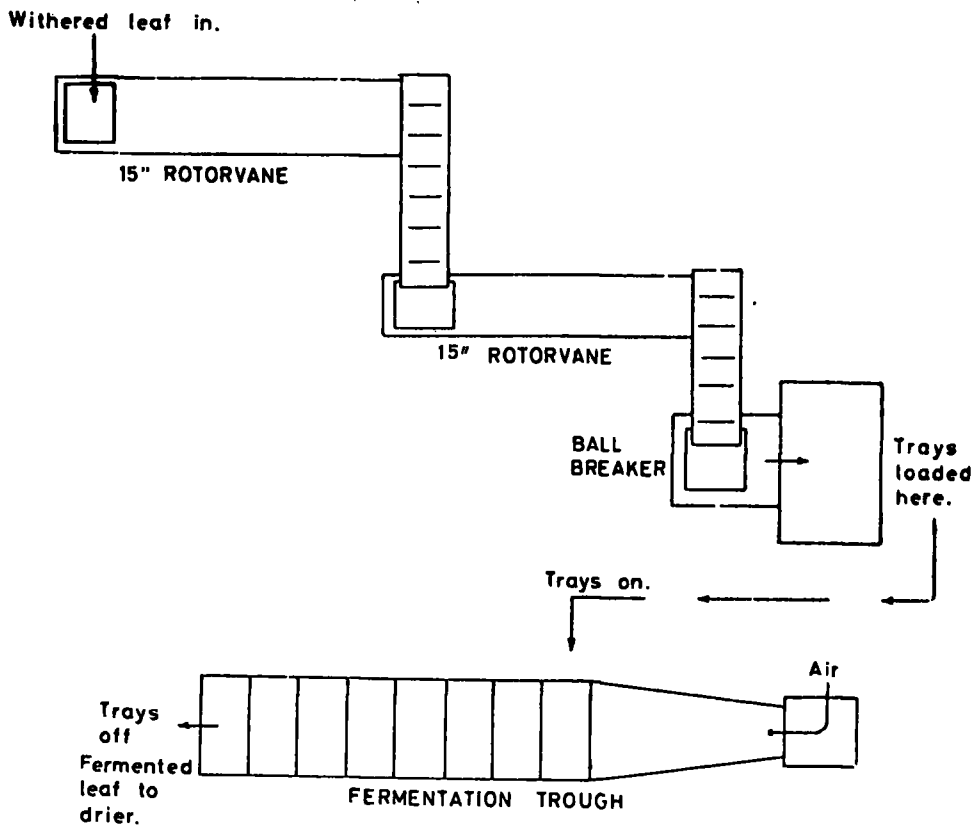 Withered leaf in.
15" ROTORVANE
15" ROTORVANE
BALL
BREAKER
Trays
loaded
here.
Trays on.
Air
Trays
off
Fermented
leaf to
drier.
FERMENTATION TROUGH